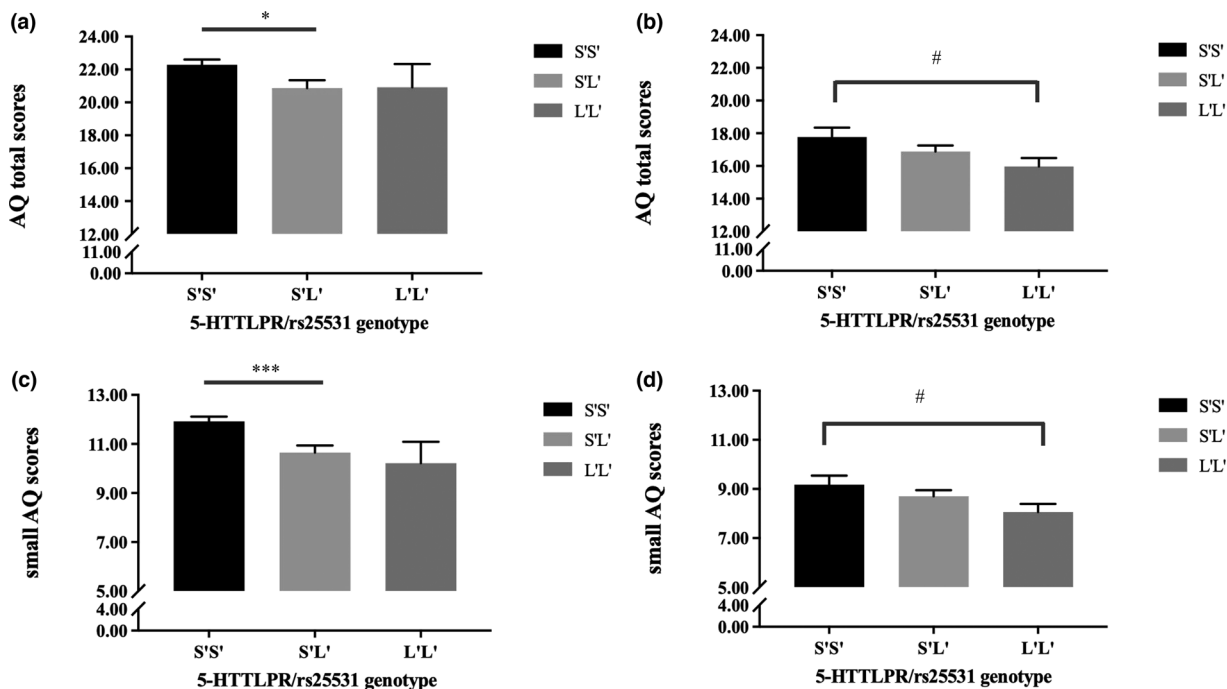 (a)
*
24.00
22.00
20.00
18.00
16.00
14.00
12.00
11.00
0.00
AQ total scores
S'S'
S'L'
L'L'
S'S'
S'L'
L'L'
5-HTTLPR/rs25531 genotype
(b)
#
24.00
22.00
20.00
18.00
16.00
14.00
12.00
11.00
0.00
AQ total scores
S'S'
S'L'
L'L'
S'S'
S'L'
L'L'
5-HTTLPR/rs25531 genotype
(c)
***
13.00
11.00
9.00
7.00
5.00
4.00
0.00
small AQ scores
S'S'
S'L'
L'L'
S'S'
S'L'
L'L'
5-HTTLPR/rs25531 genotype
(d)
#
13.00
11.00
9.00
7.00
5.00
4.00
0.00
small AQ scores
S'S'
S'L'
L'L'
S'S'
S'L'
L'L'
5-HTTLPR/rs25531 genotype